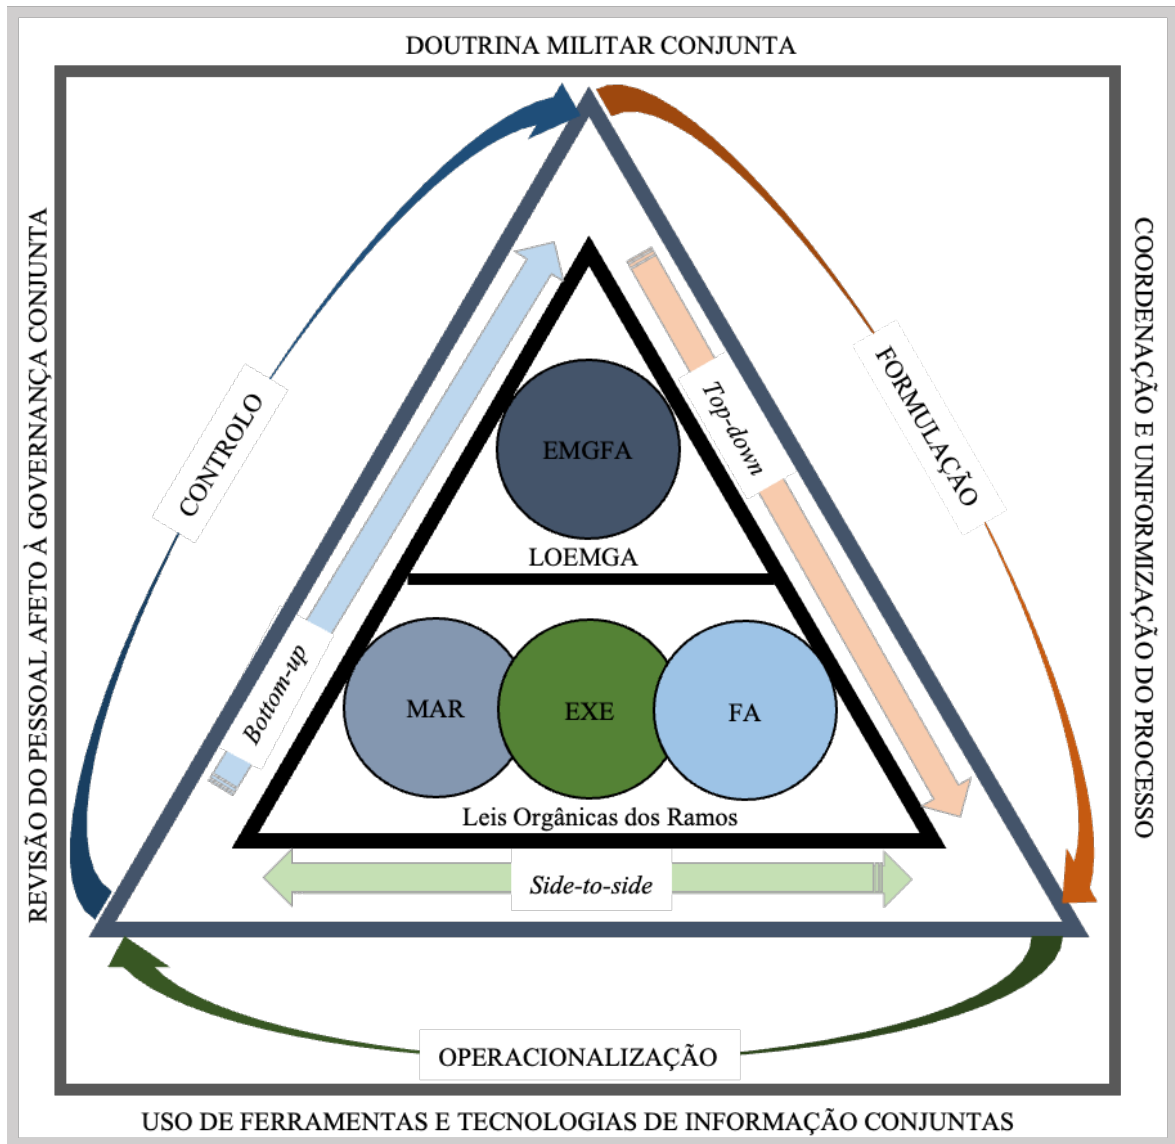 DOUTRINA MILITAR CONJUNTA
REVISÃO DO PESSOAL AFETO À GOVERNANÇA CONJUNTA
COORDENAÇÃO E UNIFORMIZAÇÃO DO PROCESSO
CONTROLO
FORMULAÇÃO
Top-down
EMGFA
LOEMGA
Bottom-up
MAR
EXE
FA
Leis Orgânicas dos Ramos
Side-to-side
OPERACIONALIZAÇÃO
USO DE FERRAMENTAS E TECNOLOGIAS DE INFORMAÇÃO CONJUNTAS